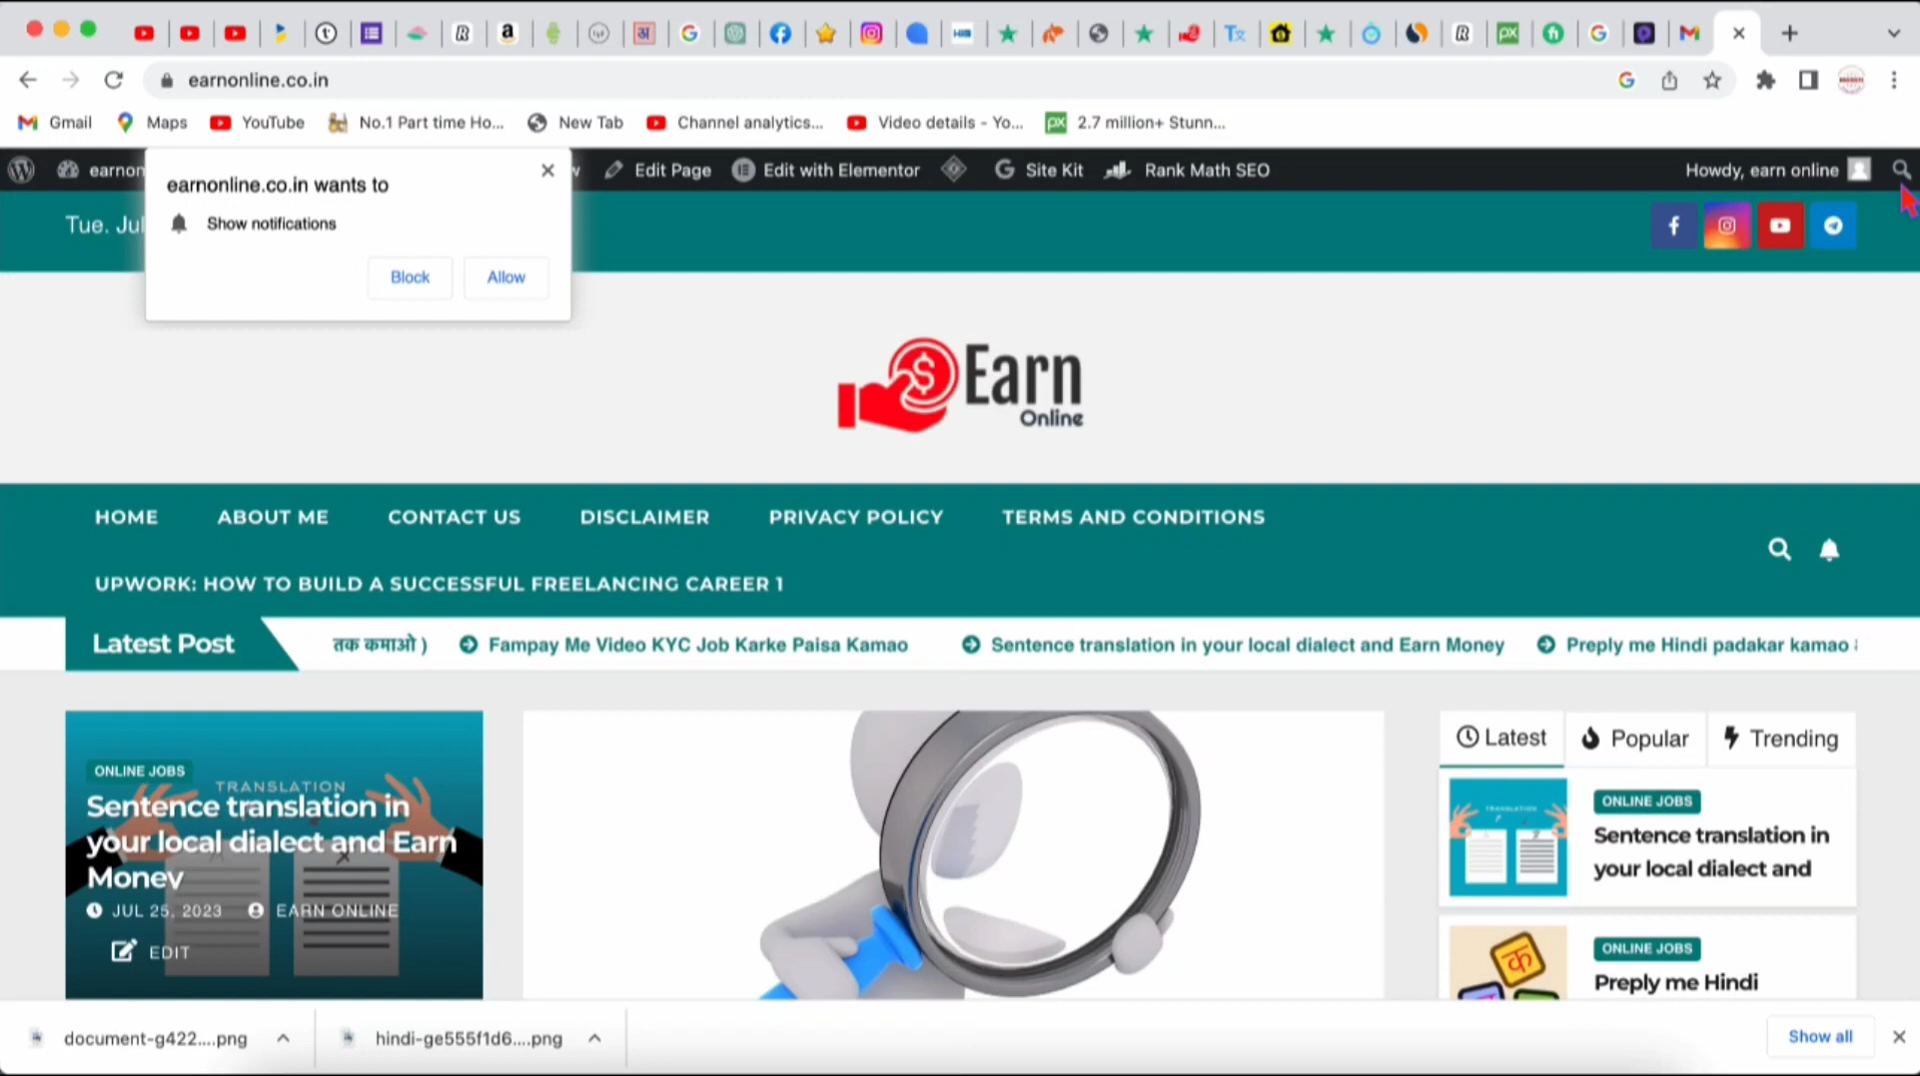 earnonline.co.in
Gmail Maps YouTube No.1 Part time Ho... New Tab Channel analytics... Video details - Yo... 2.7 million+ Stunn...
earnon Edit Page Edit with Elementor Site Kit Rank Math SEO Howdy, earn online
earnonline.co.in wants to
Show notifications
Block Allow
Tue. Jul
Earn
Online
HOME ABOUT ME CONTACT US DISCLAIMER PRIVACY POLICY TERMS AND CONDITIONS
UPWORK: HOW TO BUILD A SUCCESSFUL FREELANCING CAREER 1
Latest Post तक कमाओ ) Fampay Me Video KYC Job Karke Paisa Kamao Sentence translation in your local dialect and Earn Money Preply me Hindi padakar kamao
ONLINE JOBS
TRANSLATION
Sentence translation in
your local dialect and Earn
Money
JUL 25, 2023 EARN ONLINE
EDIT
Latest Popular Trending
ONLINE JOBS
Sentence translation in
your local dialect and
ONLINE JOBS
Preply me Hindi
क
document-g422....png hindi-ge555f1d6....png Show all